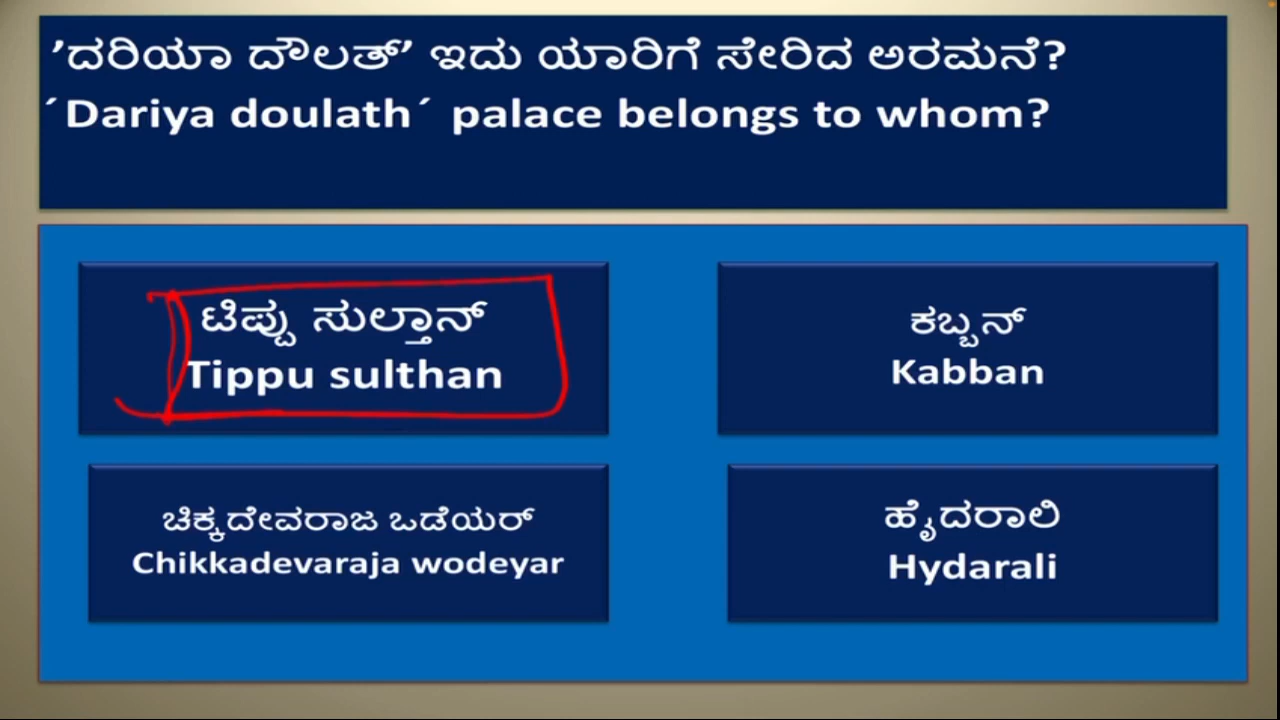 ’ದರಿಯಾ ದೌಲತ್’ ಇದು ಯಾರಿಗೆ ಸೇರಿದ ಅರಮನೆ?
´Dariya doulath´ palace belongs to whom?
ಟಿಪ್ಪು ಸುಲ್ತಾನ್
Tippu sulthan
ಕಬ್ಬನ್
Kabban
ಚಿಕ್ಕದೇವರಾಜ ಒಡೆಯರ್
Chikkadevaraja wodeyar
ಹೈದರಾಲಿ
Hydarali